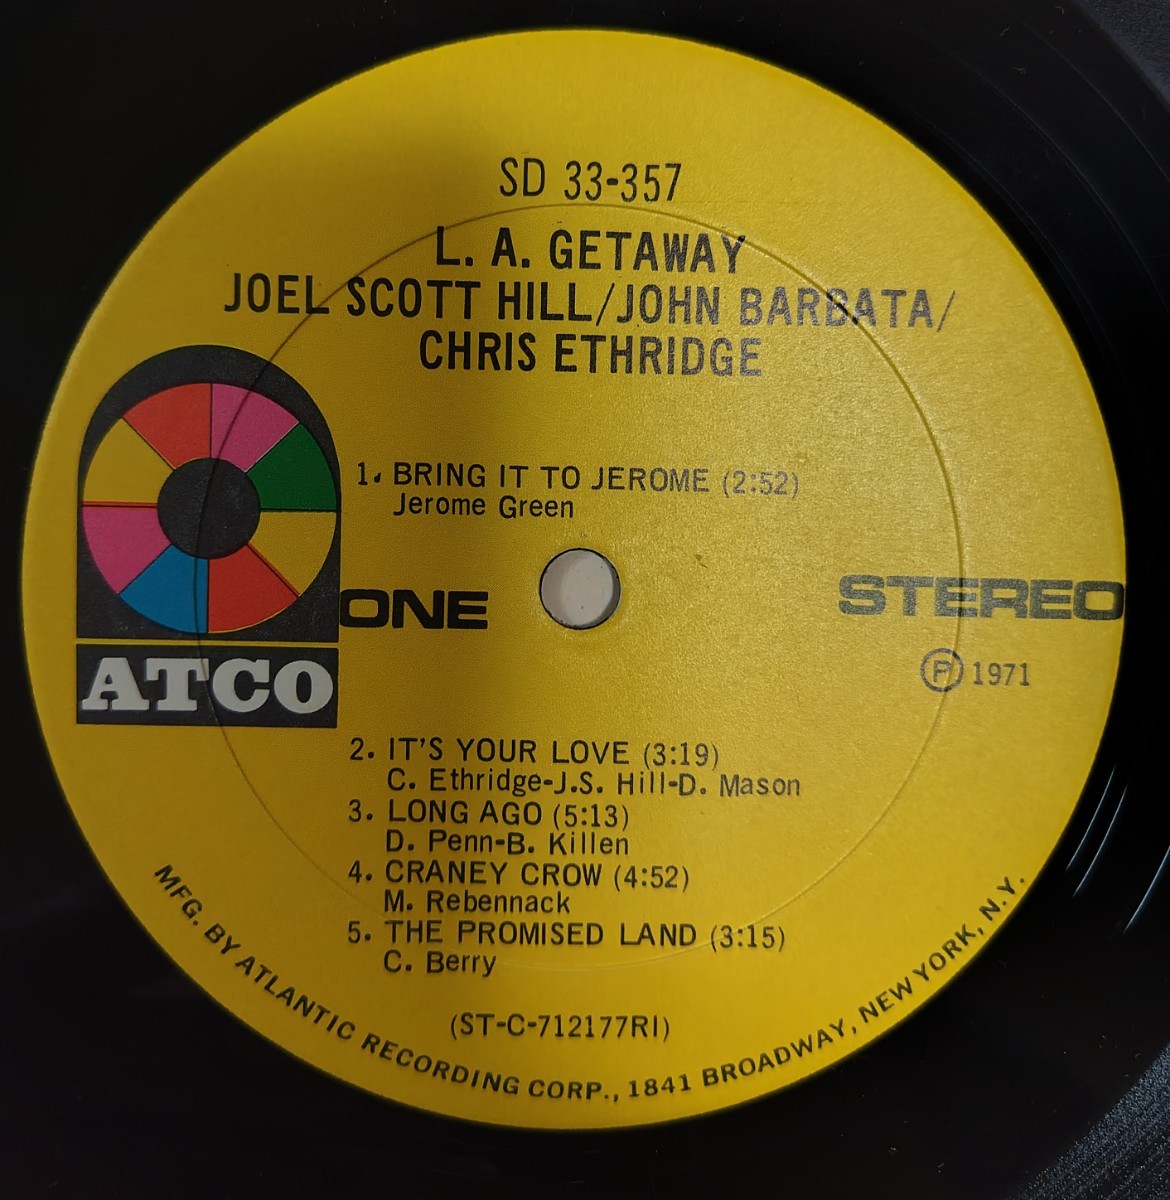 SD 33-357
L. A. GETAWAY
JOEL SCOTT HILL/JOHN BARBATA/
CHRIS ETHRIDGE
1. BRING IT TO JEROME (2:52)
Jerome Green
ONE
STEREO
Ⓟ 1971
ATCO
2. IT'S YOUR LOVE (3:19)
C. Ethridge-J.S. Hill-D. Mason
3. LONG AGO (5:13)
D. Penn-B. Killen
4. CRANEY CROW (4:52)
M. Rebennack
5. THE PROMISED LAND (3:15)
C. Berry
(ST-C-712177RI)
MFG. BY ATLANTIC RECORDING CORP., 1841 BROADWAY, NEW YORK, N.Y.